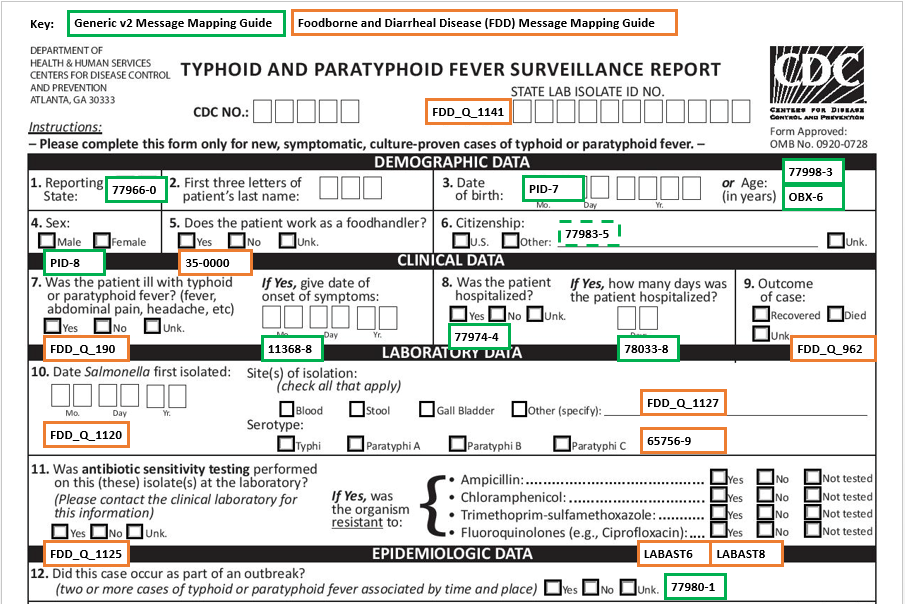 Key: Generic v2 Message Mapping Guide Foodborne and Diarrheal Disease (FDD) Message Mapping Guide
DEPARTMENT OF
HEALTH & HUMAN SERVICES
CENTERS FOR DISEASE CONTROL
AND PREVENTION
ATLANTA, GA 30333
TYPHOID AND PARATYPHOID FEVER SURVEILLANCE REPORT
STATE LAB ISOLATE ID NO.
CDC NO.: FDD_Q_1141
CDC
CENTERS FOR DISEASE
CONTROL AND PREVENTION
Form Approved:
OMB No. 0920-0728
Instructions:
– Please complete this form only for new, symptomatic, culture-proven cases of typhoid or paratyphoid fever. –
DEMOGRAPHIC DATA
1. Reporting State: 77966-0
2. First three letters of
patient's last name:
3. Date
of birth: PID-7
Mo. Day Yr.
or Age:
(in years)
77998-3
OBX-6
4. Sex:
Male Female
PID-8
5. Does the patient work as a foodhandler?
Yes No Unk.
35-0000
6. Citizenship:
U.S. Other: 77983-5 Unk.
CLINICAL DATA
7. Was the patient ill with typhoid
or paratyphoid fever? (fever,
abdominal pain, headache, etc)
Yes No Unk.
FDD_Q_190
If Yes, give date of
onset of symptoms:
Day Yr.
11368-8
8. Was the patient
hospitalized?
Yes No Unk.
77974-4
If Yes, how many days was
the patient hospitalized?
78033-8
9. Outcome
of case:
Recovered Died
Unk.
FDD_Q_962
LABORATORY DATA
10. Date Salmonella first isolated:
Mo. Day Yr.
FDD_Q_1120
Site(s) of isolation:
(check all that apply)
Blood Stool Gall Bladder Other (specify): FDD_Q_1127
Serotype:
Typhi Paratyphi A Paratyphi B Paratyphi C 65756-9
11. Was antibiotic sensitivity testing performed
on this (these) isolate(s) at the laboratory?
(Please contact the clinical laboratory for
this information)
Yes No Unk.
FDD_Q_1125
If Yes, was
the organism
resistant to:
• Ampicillin: Yes No Not tested
• Chloramphenicol: Yes No Not tested
• Trimethoprim-sulfamethoxazole: Yes No Not tested
• Fluoroquinolones (e.g., Ciprofloxacin): Yes No Not tested
LABAST6 LABAST8
EPIDEMIOLOGIC DATA
12. Did this case occur as part of an outbreak?
(two or more cases of typhoid or paratyphoid fever associated by time and place) Yes No Unk. 77980-1